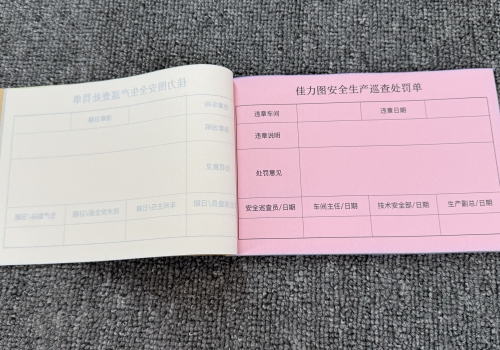 佳力图安全生产巡查处罚单
违章车间 违章日期
违章说明
处罚意见
安全巡查员/日期 车间主任/日期 技术安全部/日期 生产副总/日期